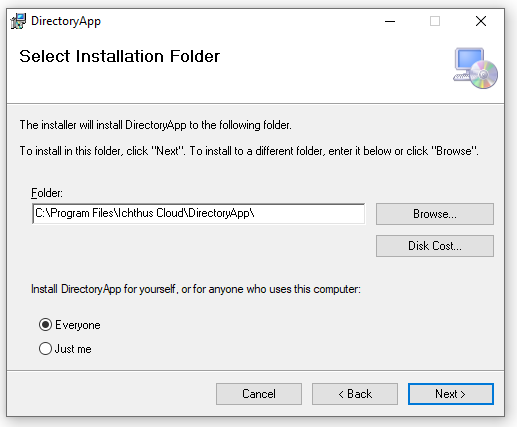 DirectoryApp
Select Installation Folder
The installer will install DirectoryApp to the following folder.
To install in this folder, click "Next". To install to a different folder, enter it below or click "Browse".
Folder:
C:\Program Files\Ichthus Cloud\DirectoryApp\
Browse...
Disk Cost...
Install DirectoryApp for yourself, or for anyone who uses this computer:
Everyone
Just me
Cancel
< Back
Next >